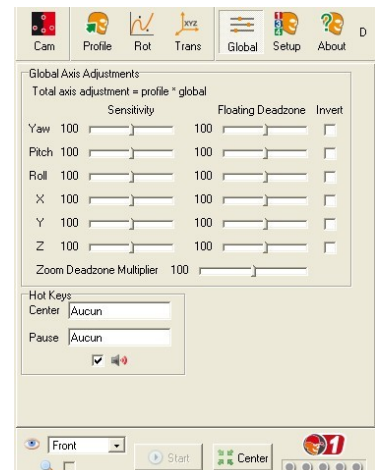 Cam Profile Rot Trans Global Setup About D
Global Axis Adjustments
Total axis adjustment = profile * global
Sensitivity Floating Deadzone Invert
Yaw 100 100
Pitch 100 100
Roll 100 100
X 100 100
Y 100 100
Z 100 100
Zoom Deadzone Multiplier 100
Hot Keys
Center Aucun
Pause Aucun
Front Start Center 1